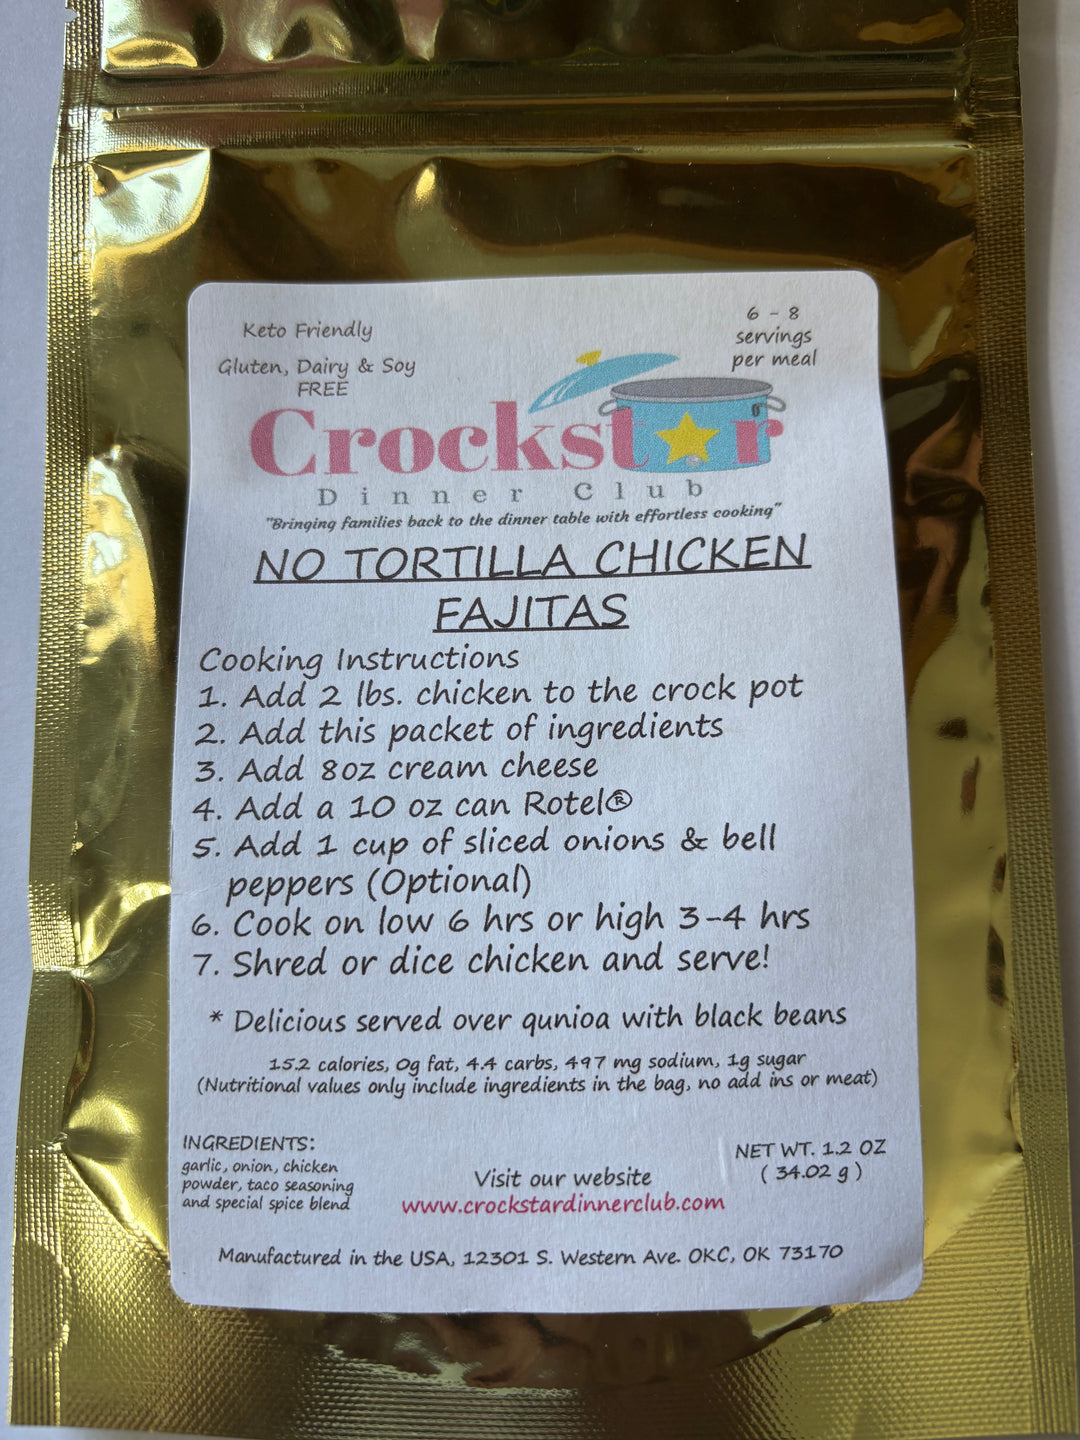 Keto Friendly
Gluten, Dairy & Soy
FREE
6 - 8
servings
per meal
Crockstar
Dinner Club
"Bringing families back to the dinner table with effortless cooking"
NO TORTILLA CHICKEN
FAJITAS
Cooking Instructions
1. Add 2 lbs. chicken to the crock pot
2. Add this packet of ingredients
3. Add 8oz cream cheese
4. Add a 10 oz can Rotel®
5. Add 1 cup of sliced onions & bell
peppers (Optional)
6. Cook on low 6 hrs or high 3-4 hrs
7. Shred or dice chicken and serve!
* Delicious served over qunioa with black beans
15.2 calories, 0g fat, 4.4 carbs, 497 mg sodium, 1g sugar
(Nutritional values only include ingredients in the bag, no add ins or meat)
INGREDIENTS:
garlic, onion, chicken
powder, taco seasoning
and special spice blend
Visit our website
www.crockstardinnerclub.com
NET WT. 1.2 OZ
( 34.02 g )
Manufactured in the USA, 12301 S. Western Ave. OKC, OK 73170